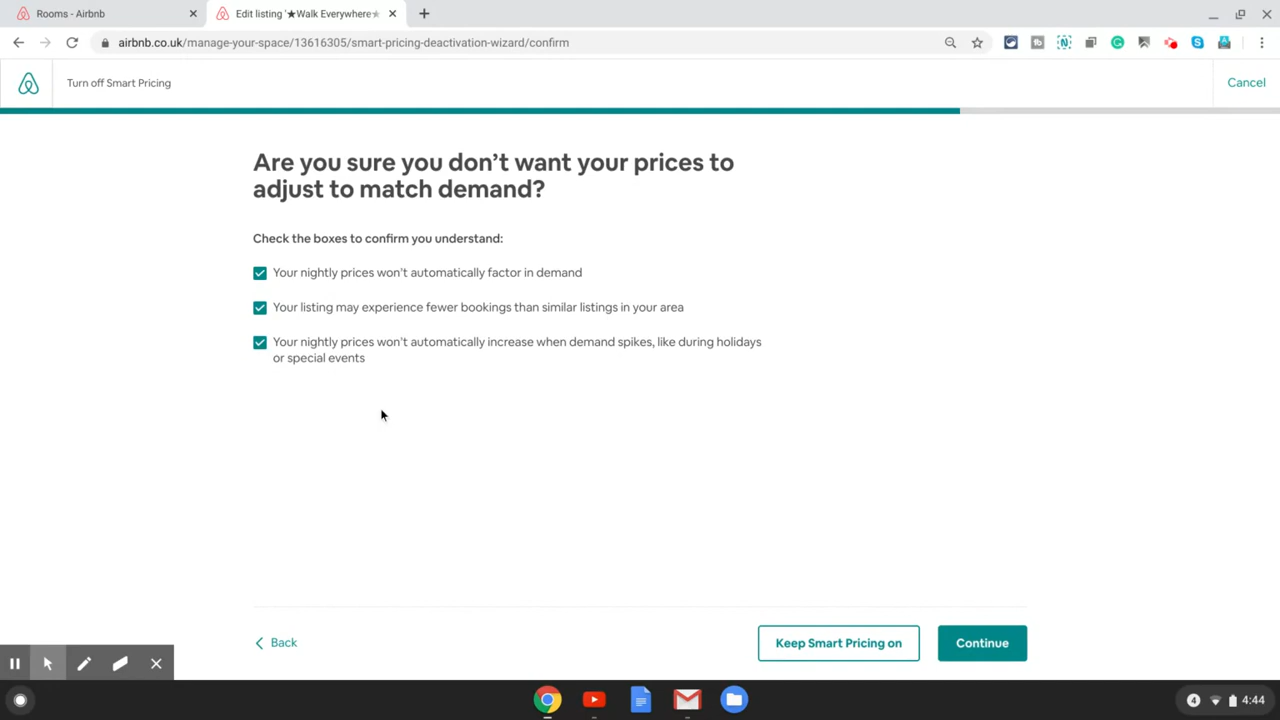 Rooms - Airbnb
Edit listing '★Walk Everywhere★
airbnb.co.uk/manage-your-space/13616305/smart-pricing-deactivation-wizard/confirm
Turn off Smart Pricing
Cancel
Are you sure you don’t want your prices to
adjust to match demand?
Check the boxes to confirm you understand:
Your nightly prices won’t automatically factor in demand
Your listing may experience fewer bookings than similar listings in your area
Your nightly prices won’t automatically increase when demand spikes, like during holidays
or special events
Back
Keep Smart Pricing on
Continue
4
4:44